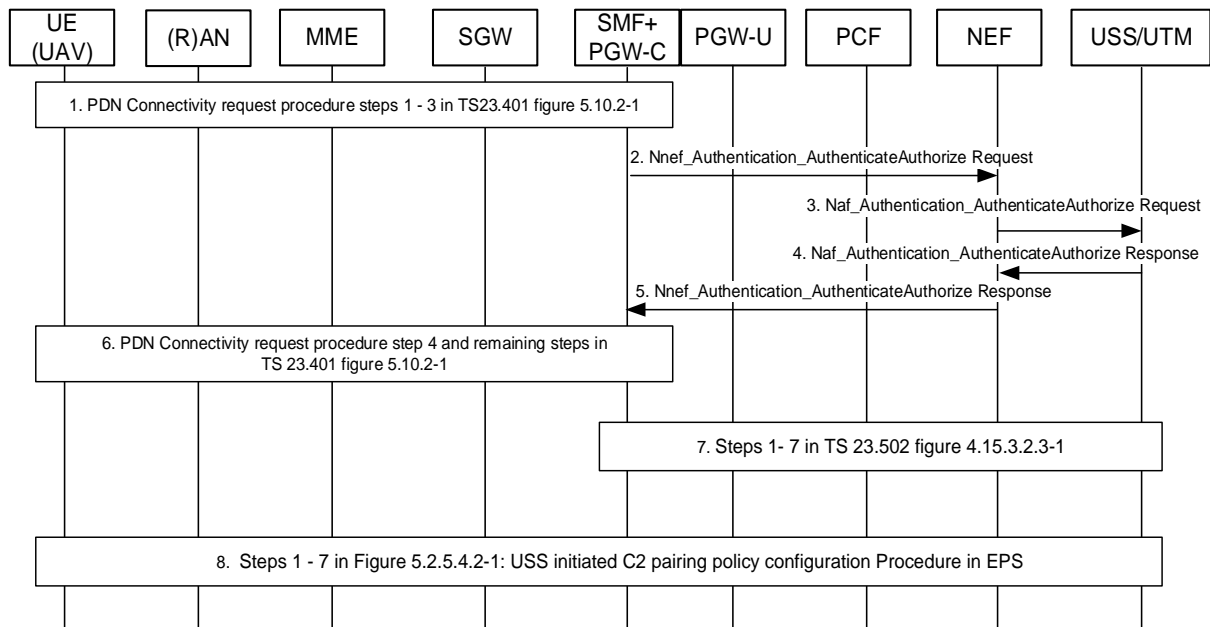 UE
(UAV)
(R)AN
MME
SGW
SMF+
PGW-C
PGW-U
PCF
NEF
USS/UTM
1. PDN Connectivity request procedure steps 1 - 3 in TS23.401 figure 5.10.2-1
2. Nnef_Authentication_AuthenticateAuthorize Request
3. Naf_Authentication_AuthenticateAuthorize Request
4. Naf_Authentication_AuthenticateAuthorize Response
5. Nnef_Authentication_AuthenticateAuthorize Response
6. PDN Connectivity request procedure step 4 and remaining steps in
TS 23.401 figure 5.10.2-1
7. Steps 1- 7 in TS 23.502 figure 4.15.3.2.3-1
8. Steps 1 - 7 in Figure 5.2.5.4.2-1: USS initiated C2 pairing policy configuration Procedure in EPS